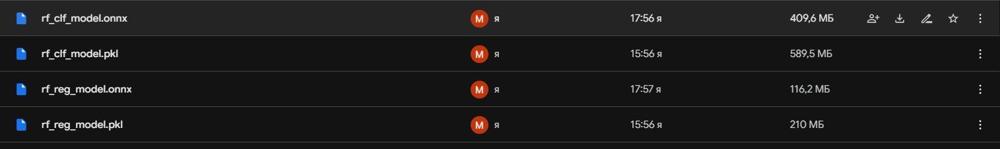 rf_clf_model.onnx M я 17:56 я 409,6 МБ
rf_clf_model.pkl M я 15:56 я 589,5 МБ
rf_reg_model.onnx M я 17:57 я 116,2 МБ
rf_reg_model.pkl M я 15:56 я 210 МБ